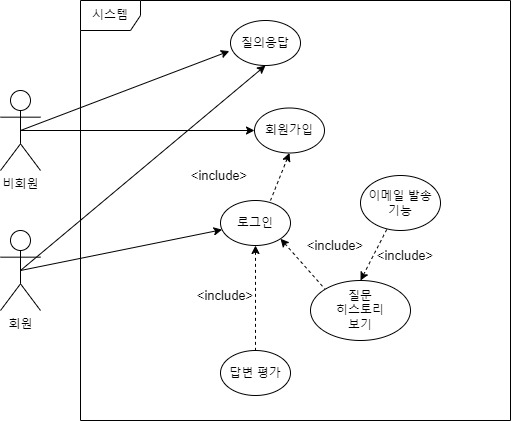 시스템
질의응답
회원가입
비회원
<include>
이메일 발송
기능
로그인
<include>
<include>
<include>
질문
히스토리
보기
회원
답변 평가